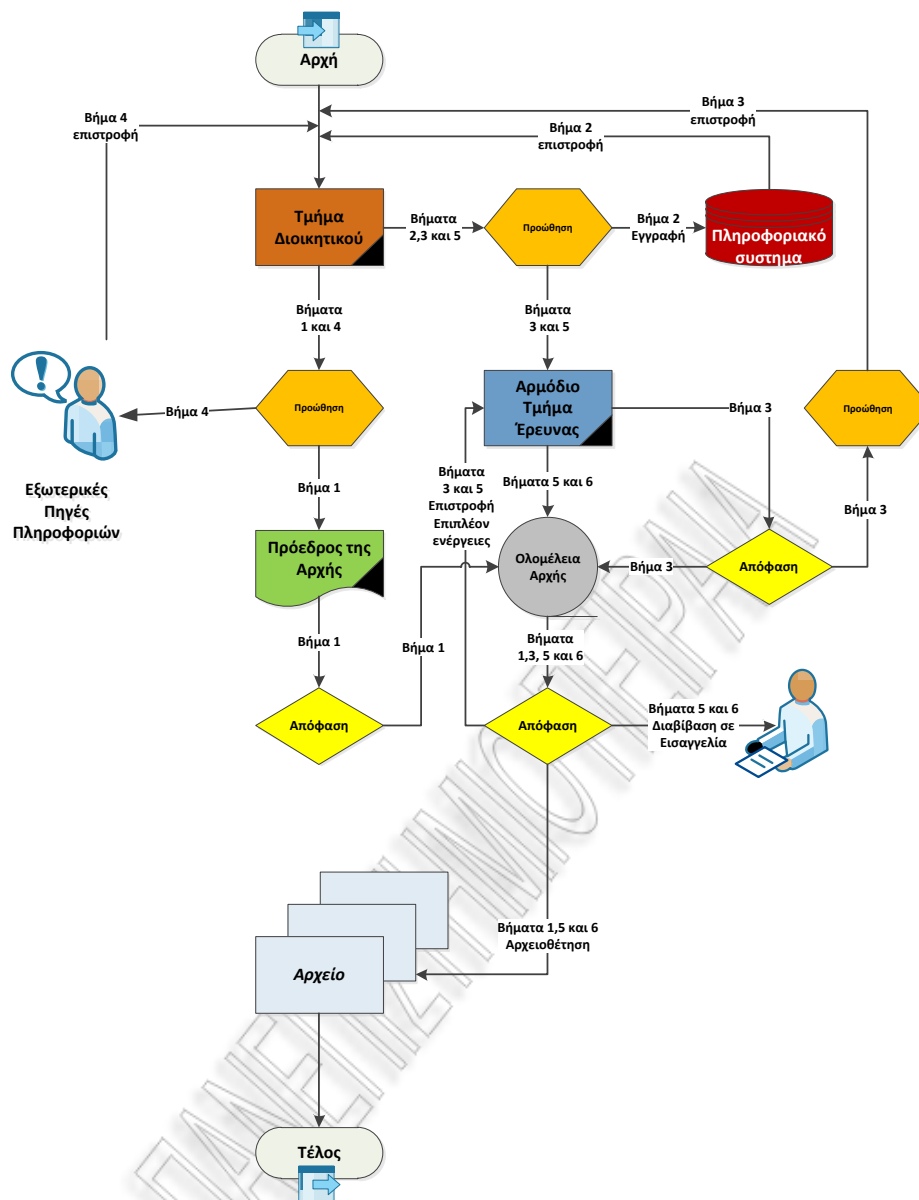 Αρχή
Βήμα 4
επιστροφή
Βήμα 3
επιστροφή
Βήμα 2
επιστροφή
Τμήμα
Διοικητικού
Βήματα
2,3 και 5
Προώθηση
Βήμα 2
Εγγραφή
Πληροφοριακό
συστημα
Βήματα
1 και 4
Βήματα
3 και 5
Εξωτερικές
Πηγές
Πληροφοριών
Βήμα 4
Προώθηση
Αρμόδιο
Τμήμα
Έρευνας
Βήμα 3
Προώθηση
Βήμα 1
Βήματα
3 και 5
Επιστροφή
Επιπλέον
ενέργειες
Βήματα 5 και 6
Βήμα 3
Πρόεδρος της
Αρχής
Ολομέλεια
Αρχής
Βήμα 3
Απόφαση
Βήμα 1
Βήμα 1
Βήματα
1,3, 5 και 6
Απόφαση
Απόφαση
Βήματα 5 και 6
Διαβίβαση σε
Εισαγγελία
Βήματα 1,5 και 6
Αρχειοθέτηση
Αρχείο
Τέλος
ΠΑΝΕΠΙΣΤΗΜΙΟ ΠΕΙΡΑΙΑ